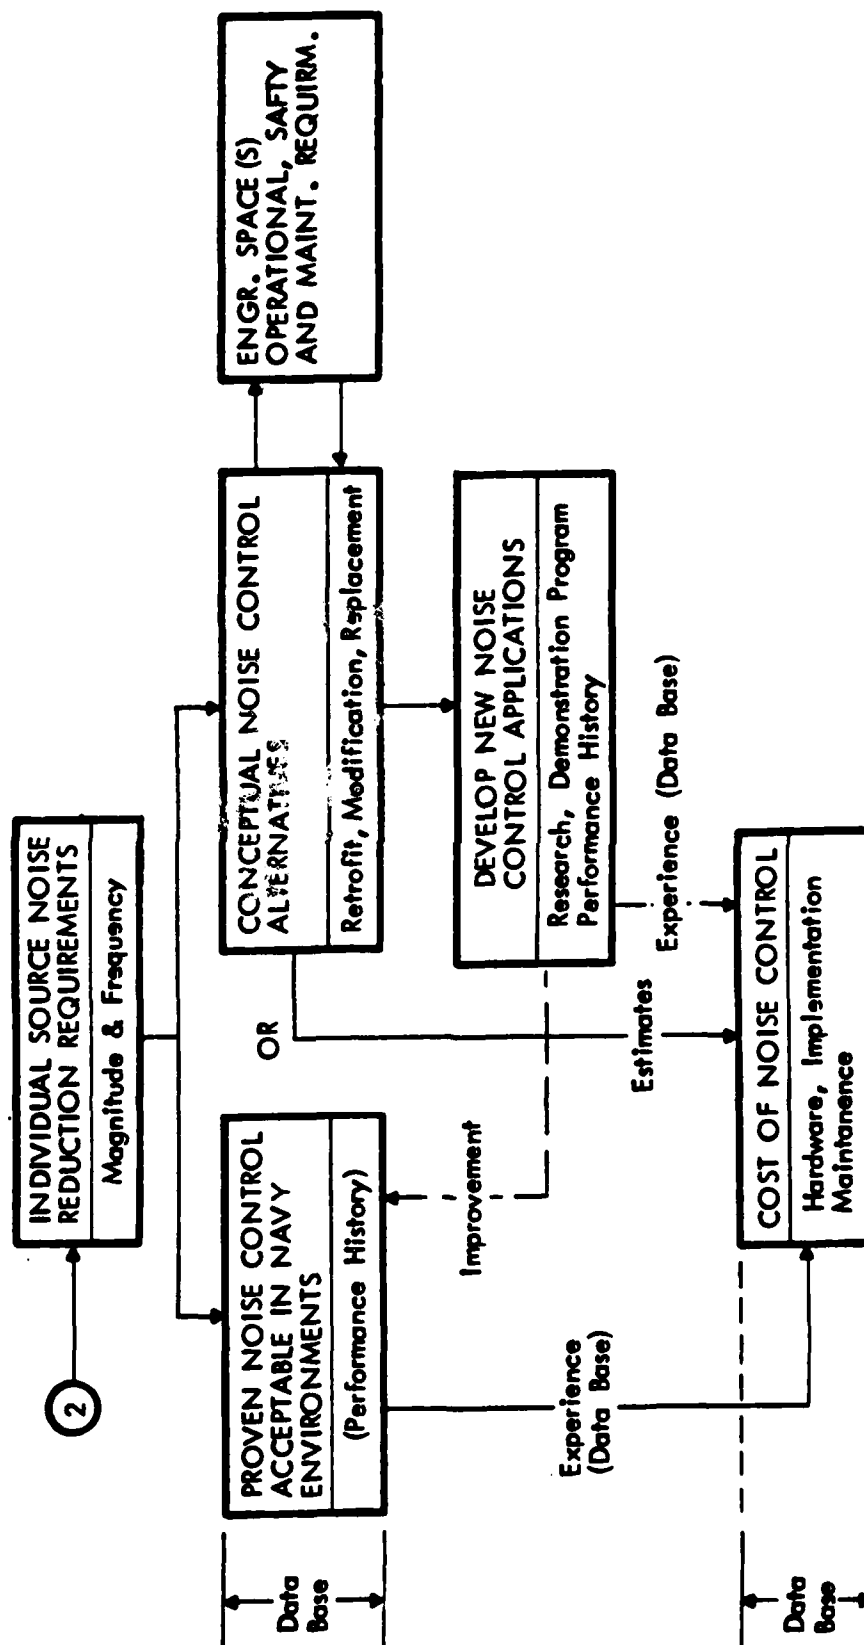 2
INDIVIDUAL SOURCE NOISE
REDUCTION REQUIREMENTS
Magnitude & Frequency
Data
Base
PROVEN NOISE CONTROL
ACCEPTABLE IN NAVY
ENVIRONMENTS
(Performance History)
OR
CONCEPTUAL NOISE CONTROL
ALTERNATIVES
Retrofit, Modification, Replacement
ENGR. SPACE (S)
OPERATIONAL, SAFTY
AND MAINT. REQUIRM.
Improvement
DEVELOP NEW NOISE
CONTROL APPLICATIONS
Research, Demonstration Program
Performance History
Experience
(Data Base)
Estimates
Experience (Data Base)
Data
Base
COST OF NOISE CONTROL
Hardware, Implementation
Maintanence